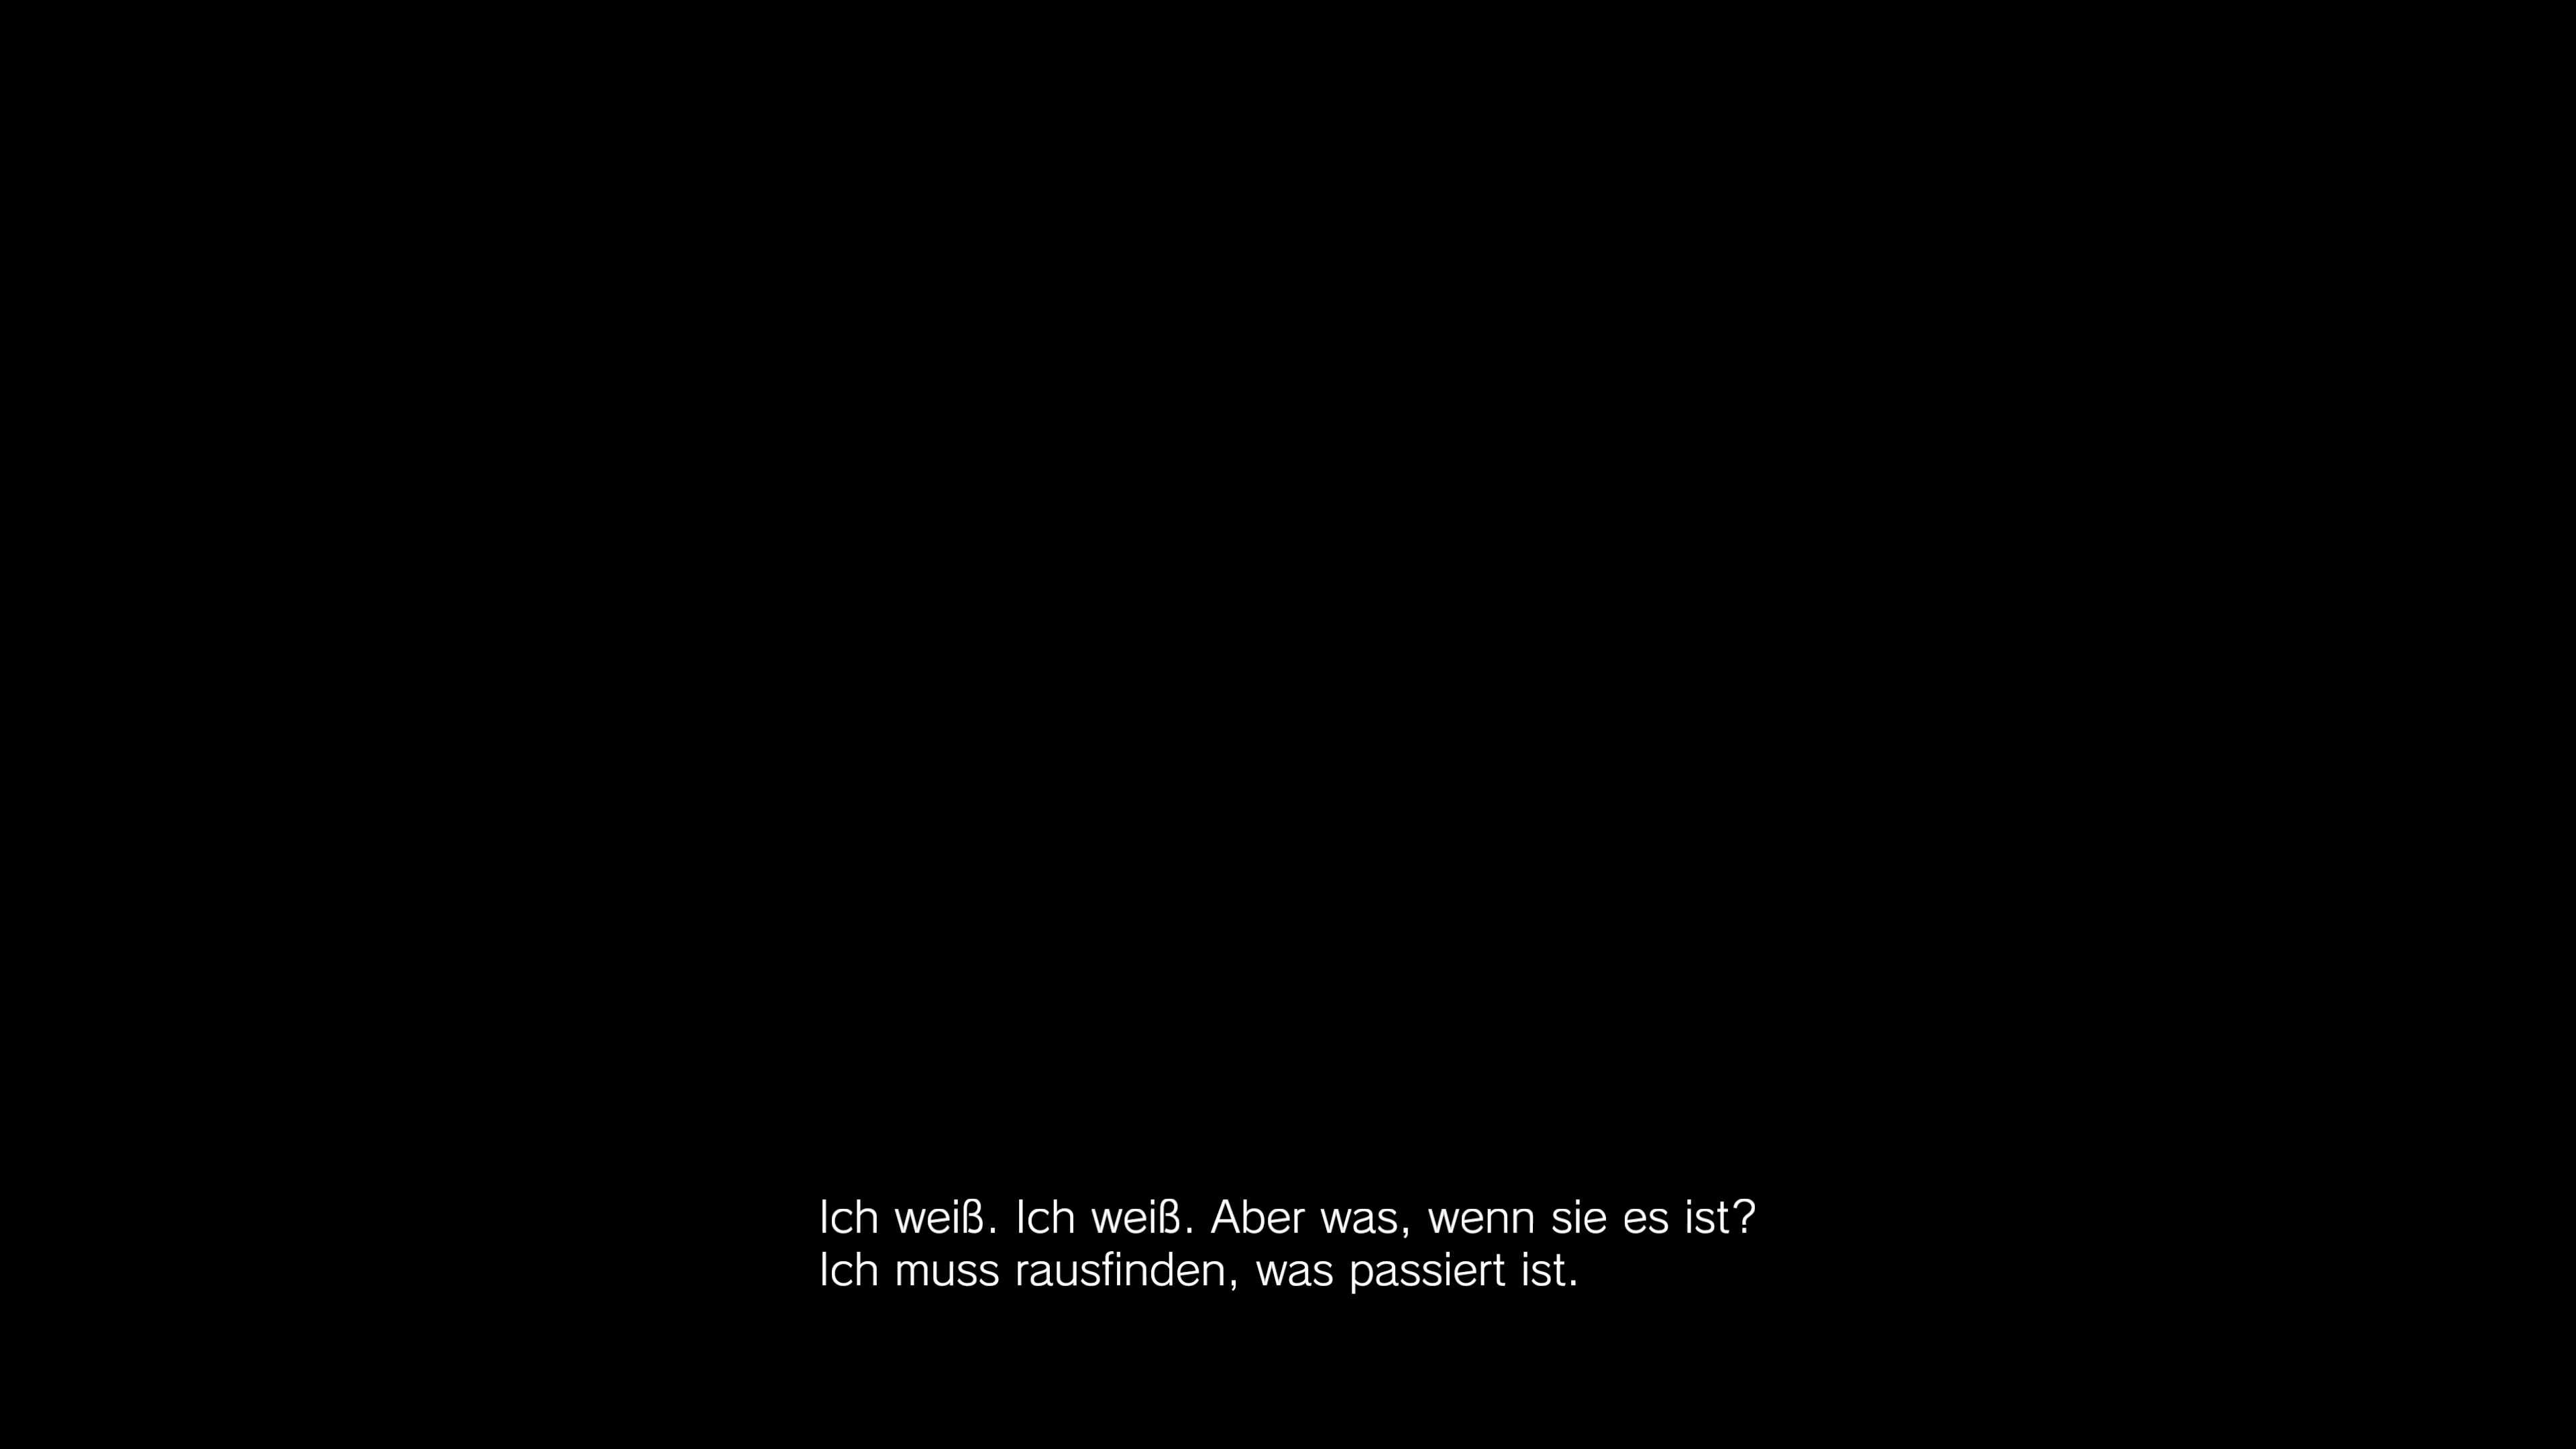 Ich weiß. Ich weiß. Aber was, wenn sie es ist?
Ich muss rausfinden, was passiert ist.